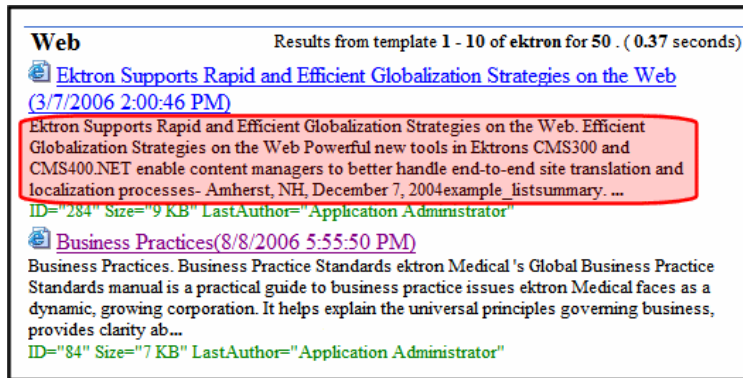 Web Results from template 1 - 10 of ektron for 50 . ( 0.37 seconds)
Ektron Supports Rapid and Efficient Globalization Strategies on the Web
(3/7/2006 2:00:46 PM)
Ektron Supports Rapid and Efficient Globalization Strategies on the Web. Efficient
Globalization Strategies on the Web Powerful new tools in Ektrons CMS300 and
CMS400.NET enable content managers to better handle end-to-end site translation and
localization processes- Amherst, NH, December 7, 2004example_listsummary. ...
ID="284" Size="9 KB" LastAuthor="Application Administrator"
Business Practices(8/8/2006 5:55:50 PM)
Business Practices. Business Practice Standards ektron Medical 's Global Business Practice
Standards manual is a practical guide to business practice issues ektron Medical faces as a
dynamic, growing corporation. It helps explain the universal principles governing business,
provides clarity ab...
ID="84" Size="7 KB" LastAuthor="Application Administrator"